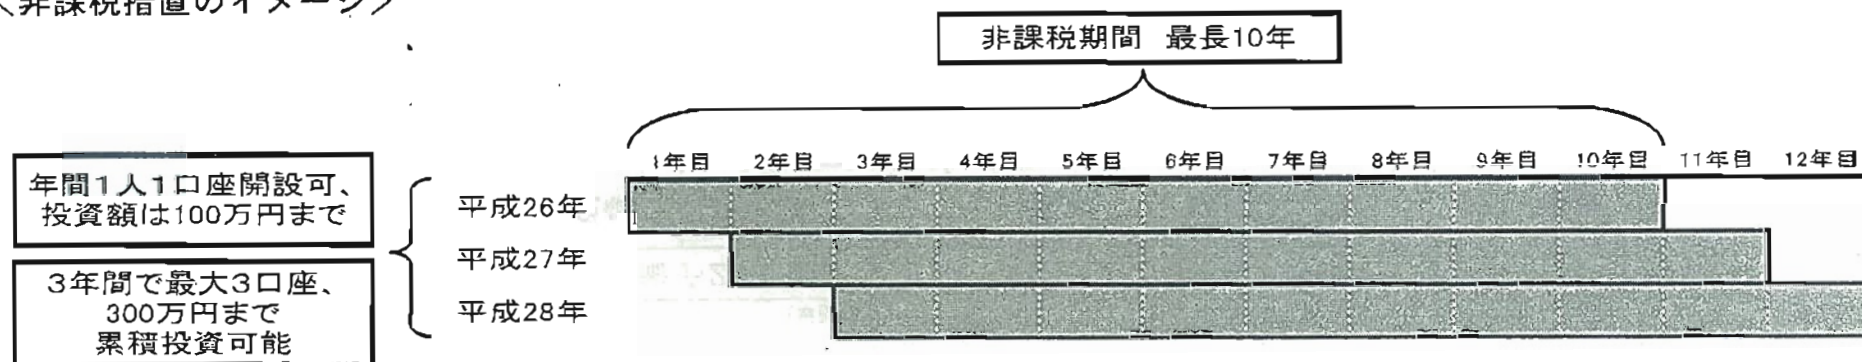 ＜非課税措置のイメージ＞
非課税期間　最長10年
1年目 2年目 3年目 4年目 5年目 6年目 7年目 8年目 9年目 10年目 11年目 12年目
年間1人1口座開設可、
投資額は100万円まで
3年間で最大3口座、
300万円まで
累積投資可能
平成26年
平成27年
平成28年